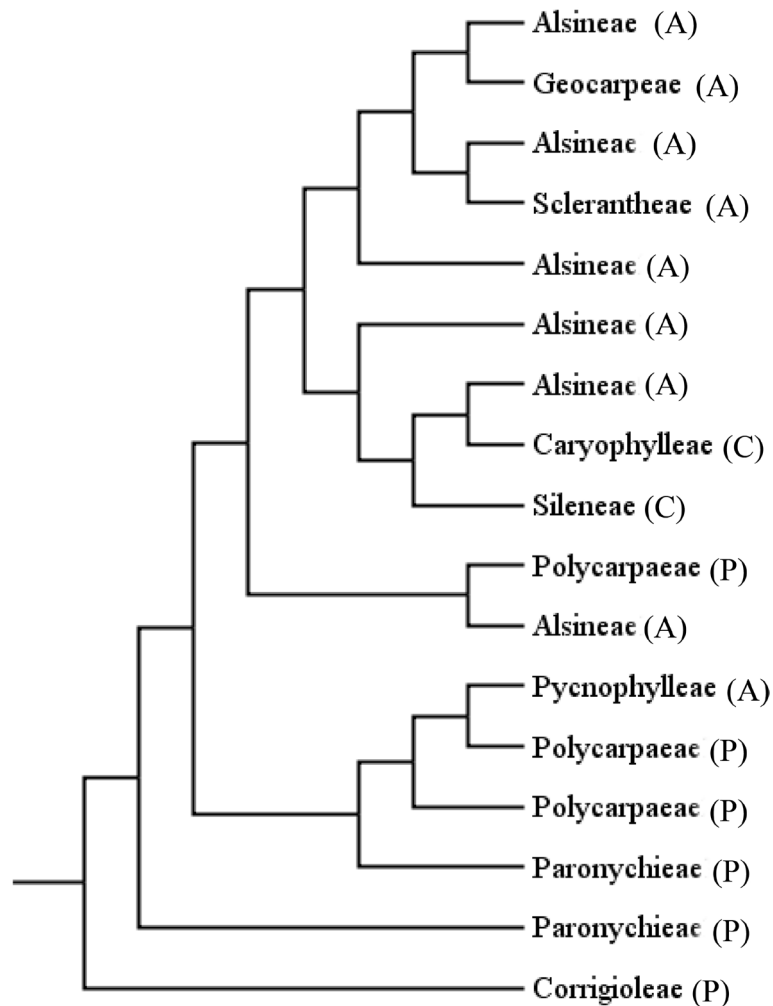 Alsineae (A)
Geocarpeae (A)
Alsineae (A)
Sclerantheae (A)
Alsineae (A)
Alsineae (A)
Alsineae (A)
Caryophylleae (C)
Sileneae (C)
Polycarpaeae (P)
Alsineae (A)
Pycnophylleae (A)
Polycarpaeae (P)
Polycarpaeae (P)
Paronychieae (P)
Paronychieae (P)
Corrigioleae (P)